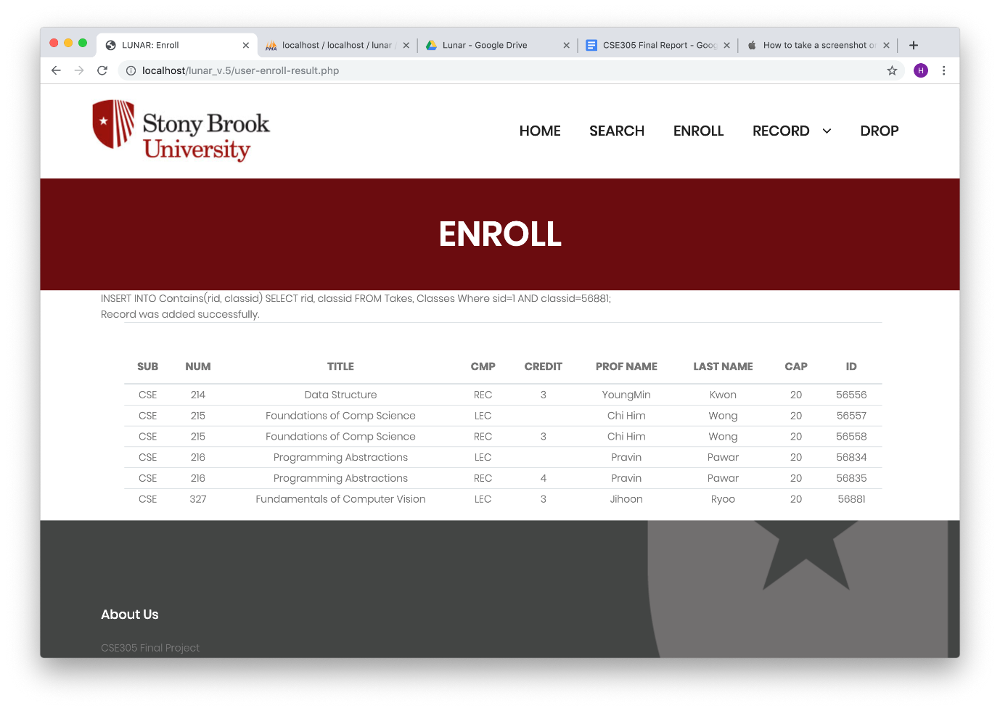 LUNAR: Enroll
localhost / localhost / lunar
Lunar - Google Drive
CSE305 Final Report - Goog
How to take a screenshot o
localhost/lunar_v.5/user-enroll-result.php
H
Stony Brook
University
HOME SEARCH ENROLL RECORD DROP
ENROLL
INSERT INTO Contains(rid, classid) SELECT rid, classid FROM Takes, Classes Where sid=1 AND classid=56881;
Record was added successfully.
SUB NUM TITLE CMP CREDIT PROF NAME LAST NAME CAP ID
CSE 214 Data Structure REC 3 YoungMin Kwon 20 56556
CSE 215 Foundations of Comp Science LEC Chi Him Wong 20 56557
CSE 215 Foundations of Comp Science REC 3 Chi Him Wong 20 56558
CSE 216 Programming Abstractions LEC Pravin Pawar 20 56834
CSE 216 Programming Abstractions REC 4 Pravin Pawar 20 56835
CSE 327 Fundamentals of Computer Vision LEC 3 Jihoon Ryoo 20 56881
About Us
CSE305 Final Project